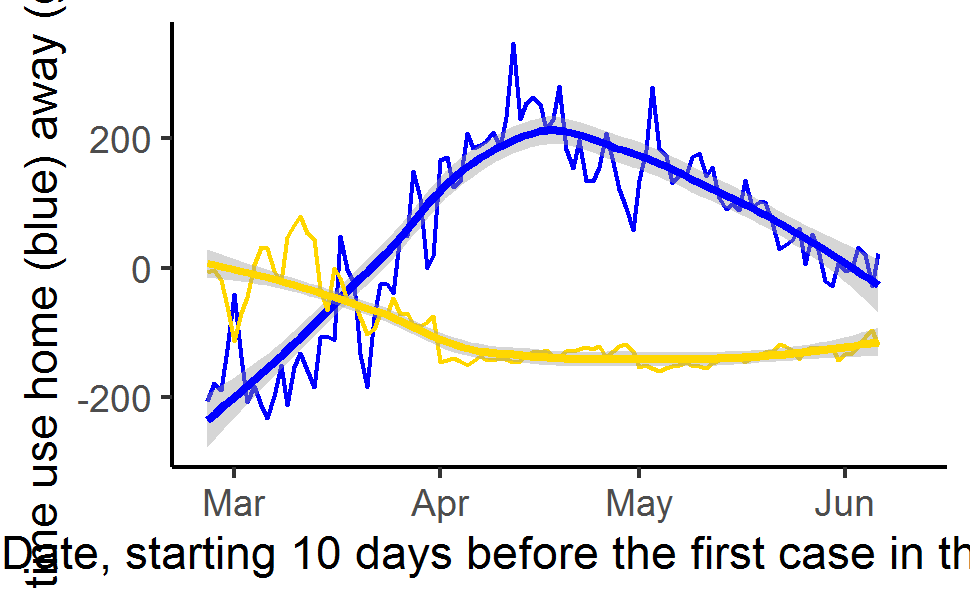 time use home (blue) away (
200
0
-200
Mar Apr May Jun
Date, starting 10 days before the first case in th